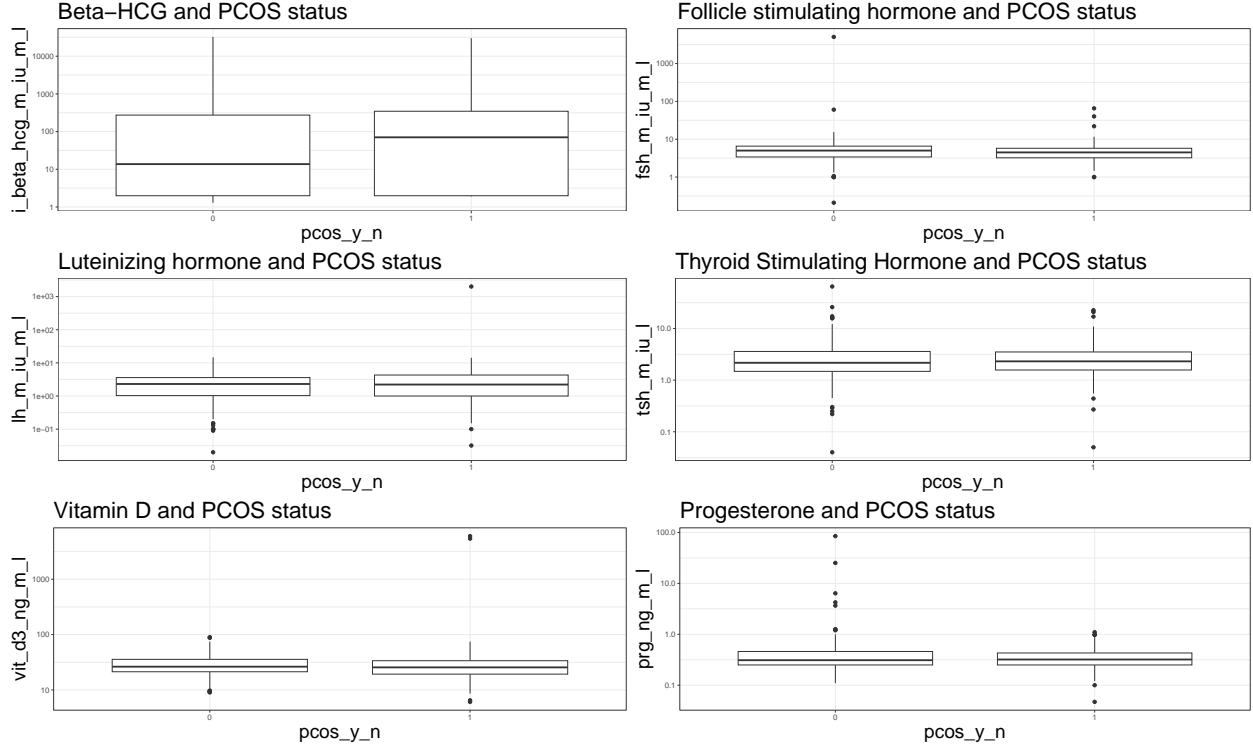 Beta−HCG and PCOS status
i_beta_hcg_m_iu_m_l
10000
1000
100
10
1
0
1
pcos_y_n
Follicle stimulating hormone and PCOS status
fsh_m_iu_m_l
1000
100
10
1
0
1
pcos_y_n
Luteinizing hormone and PCOS status
lh_m_iu_m_l
1e+03
1e+02
1e+01
1e+00
1e−01
0
1
pcos_y_n
Thyroid Stimulating Hormone and PCOS status
tsh_m_iu_l
10.0
1.0
0.1
0
1
pcos_y_n
Vitamin D and PCOS status
vit_d3_ng_m_l
1000
100
10
0
1
pcos_y_n
Progesterone and PCOS status
prg_ng_m_l
100.0
10.0
1.0
0.1
0
1
pcos_y_n